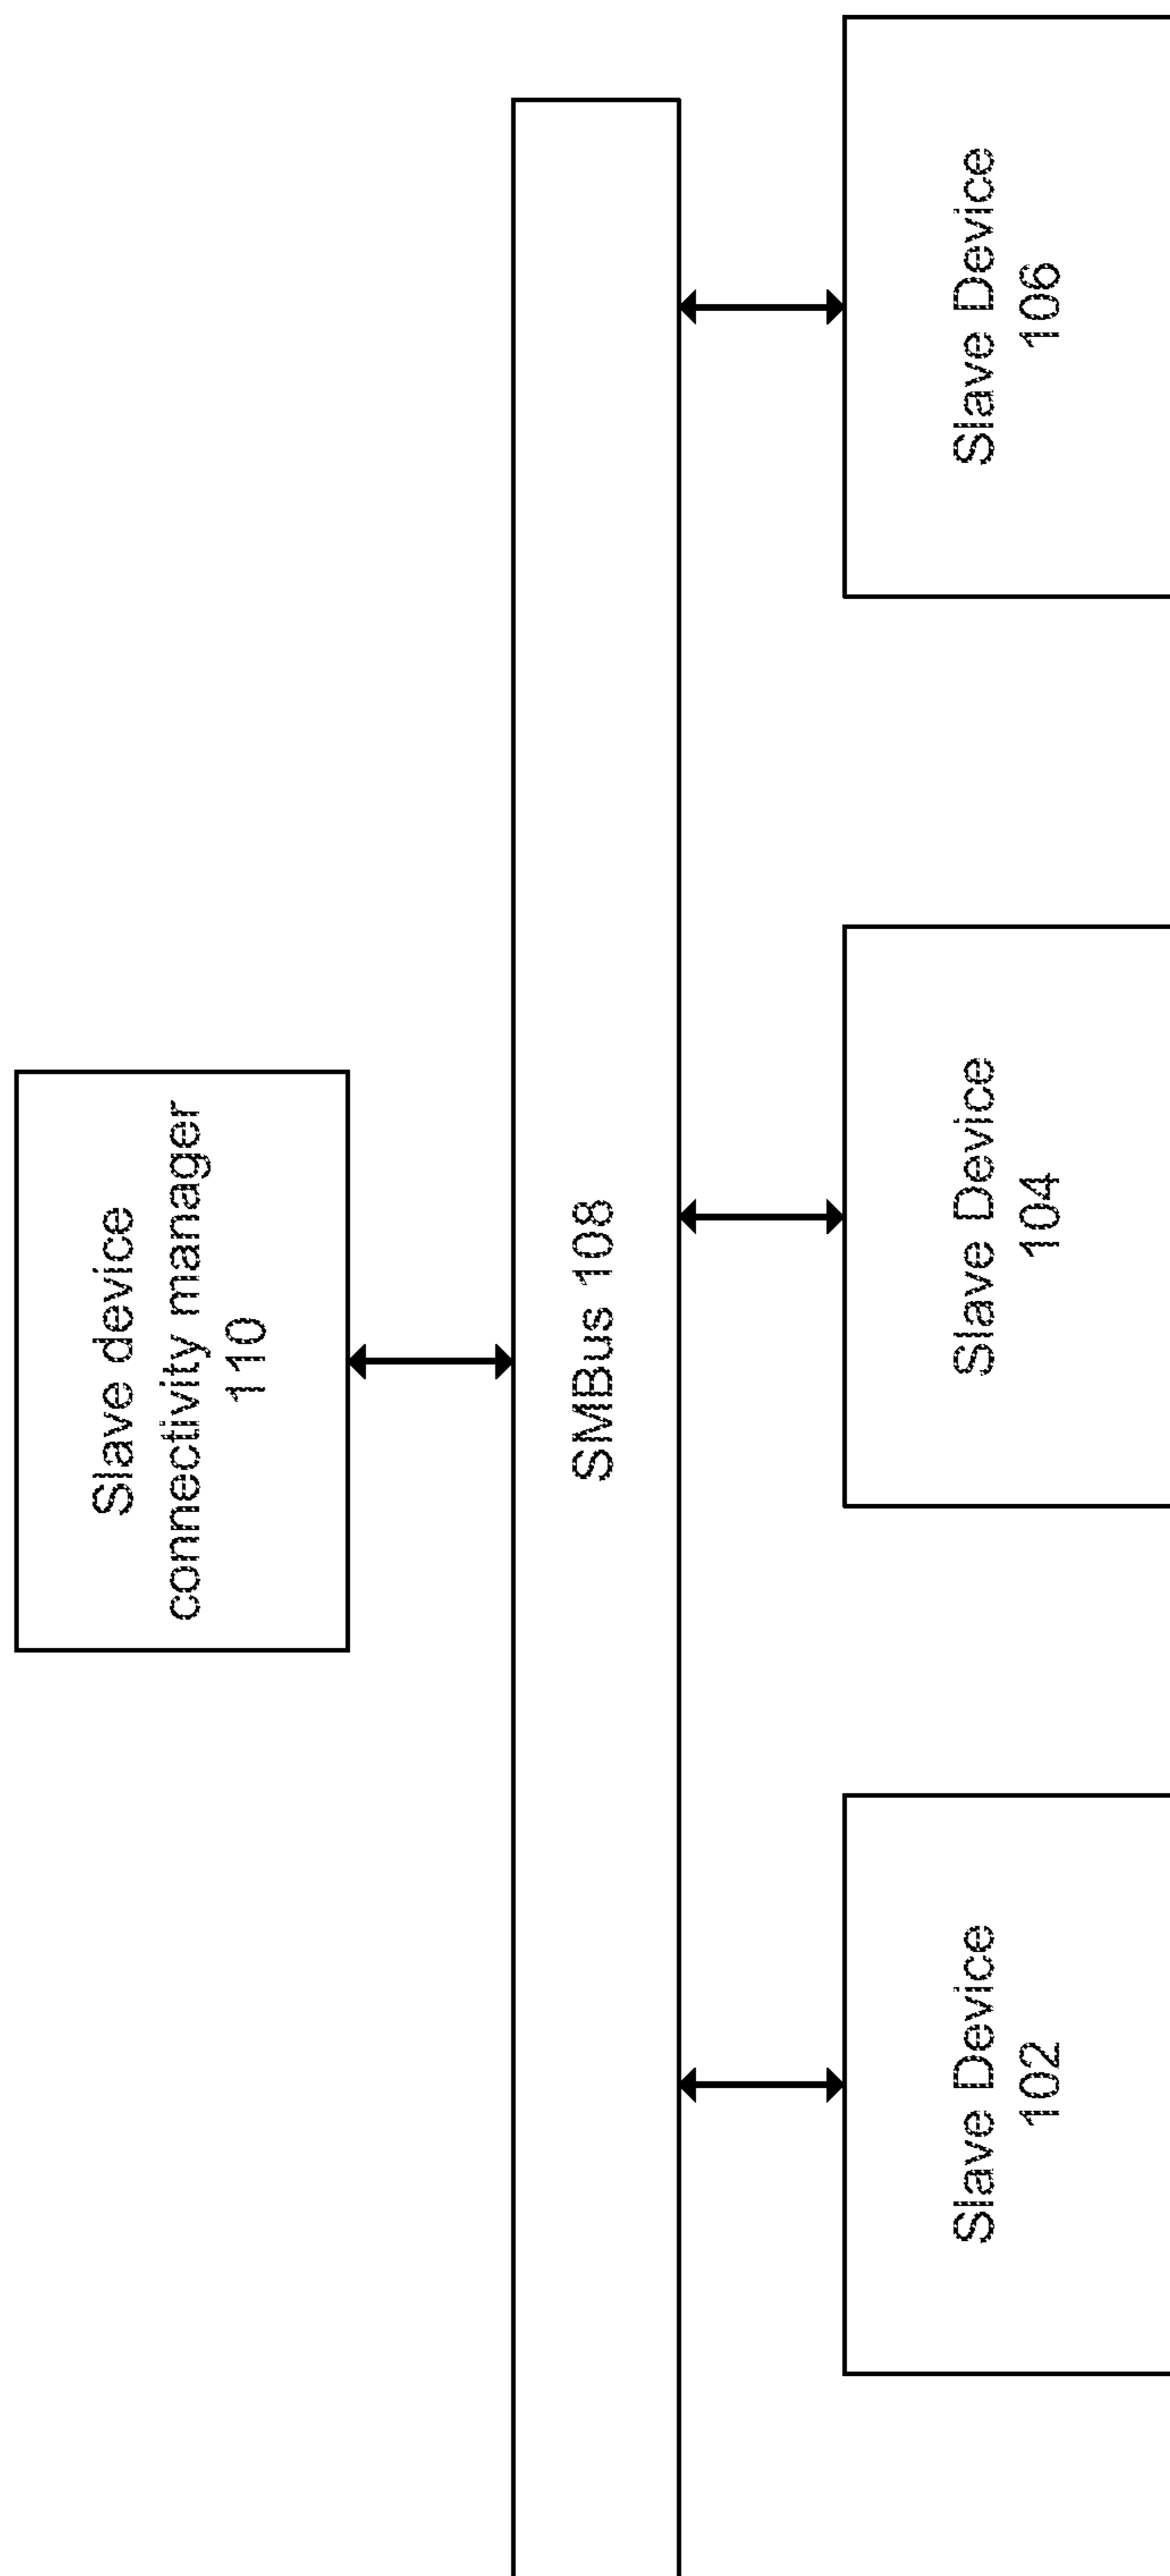 Slave device
connectivity manager
110
SMBus 108
Slave Device
102
Slave Device
104
Slave Device
106